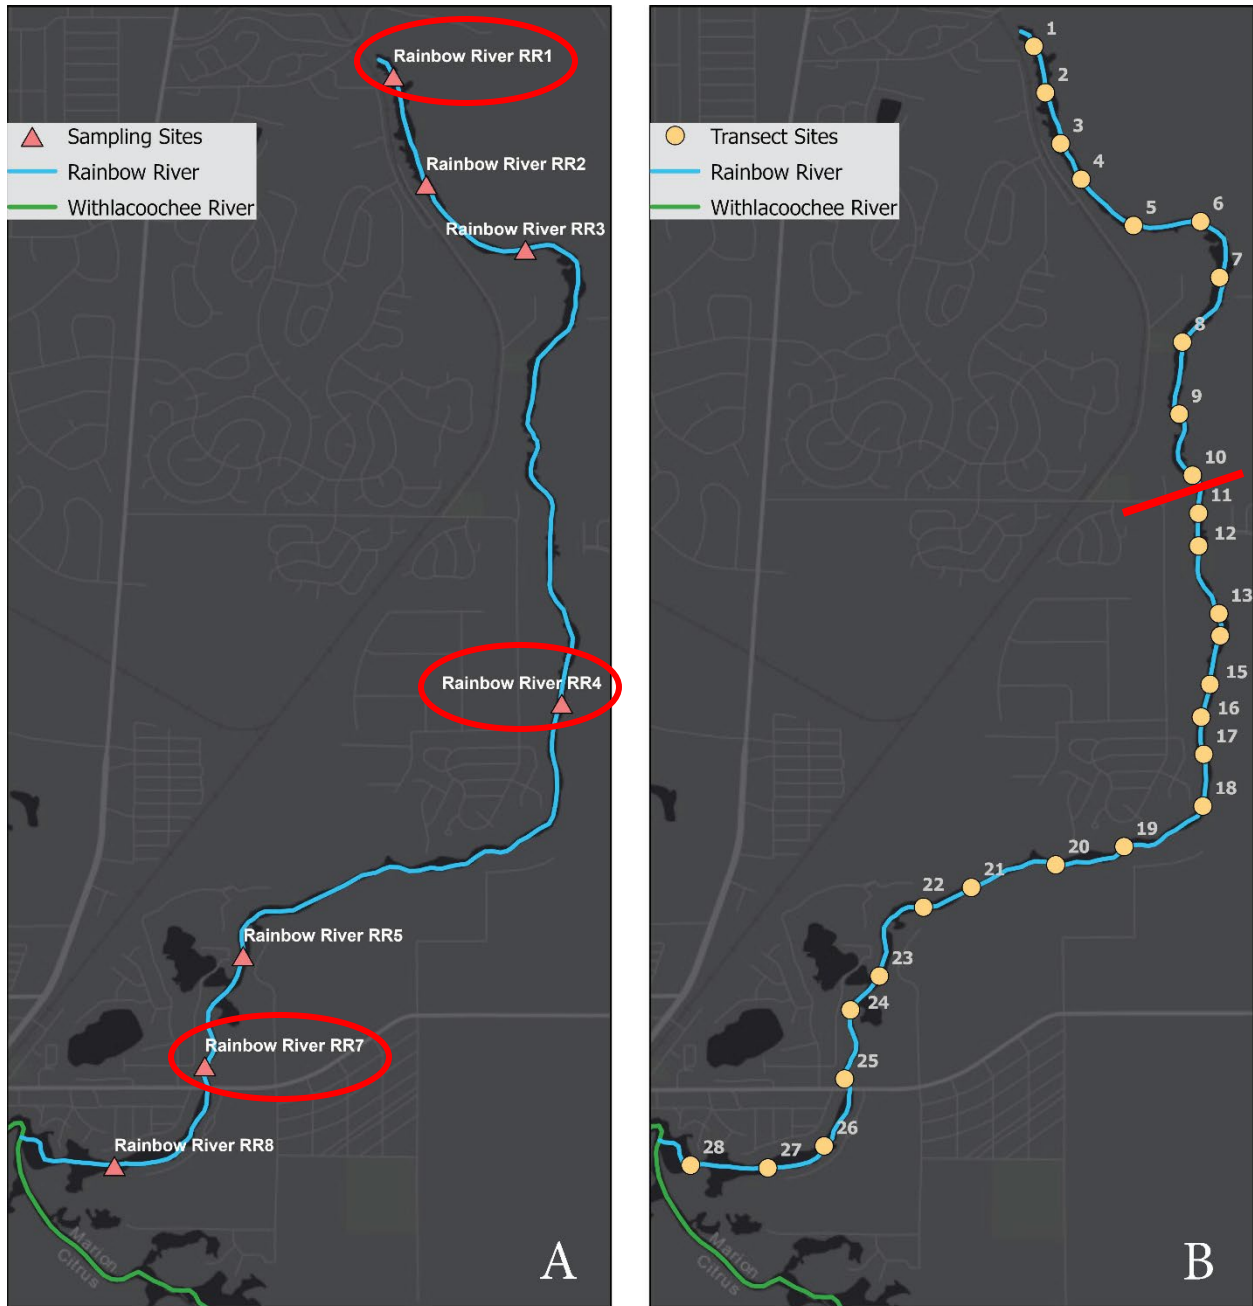 Rainbow River RR1
Sampling Sites
Rainbow River
Withlacoochee River
Rainbow River RR2
Rainbow River RR3
Rainbow River RR4
Rainbow River RR5
Rainbow River RR7
Rainbow River RR8
Marion
Citrus
A
1
2
Transect Sites
Rainbow River
Withlacoochee River
3
4
5
6
7
8
9
10
11
12
13
15
16
17
18
19
20
21
22
23
24
25
26
27
28
Marion
Citrus
B